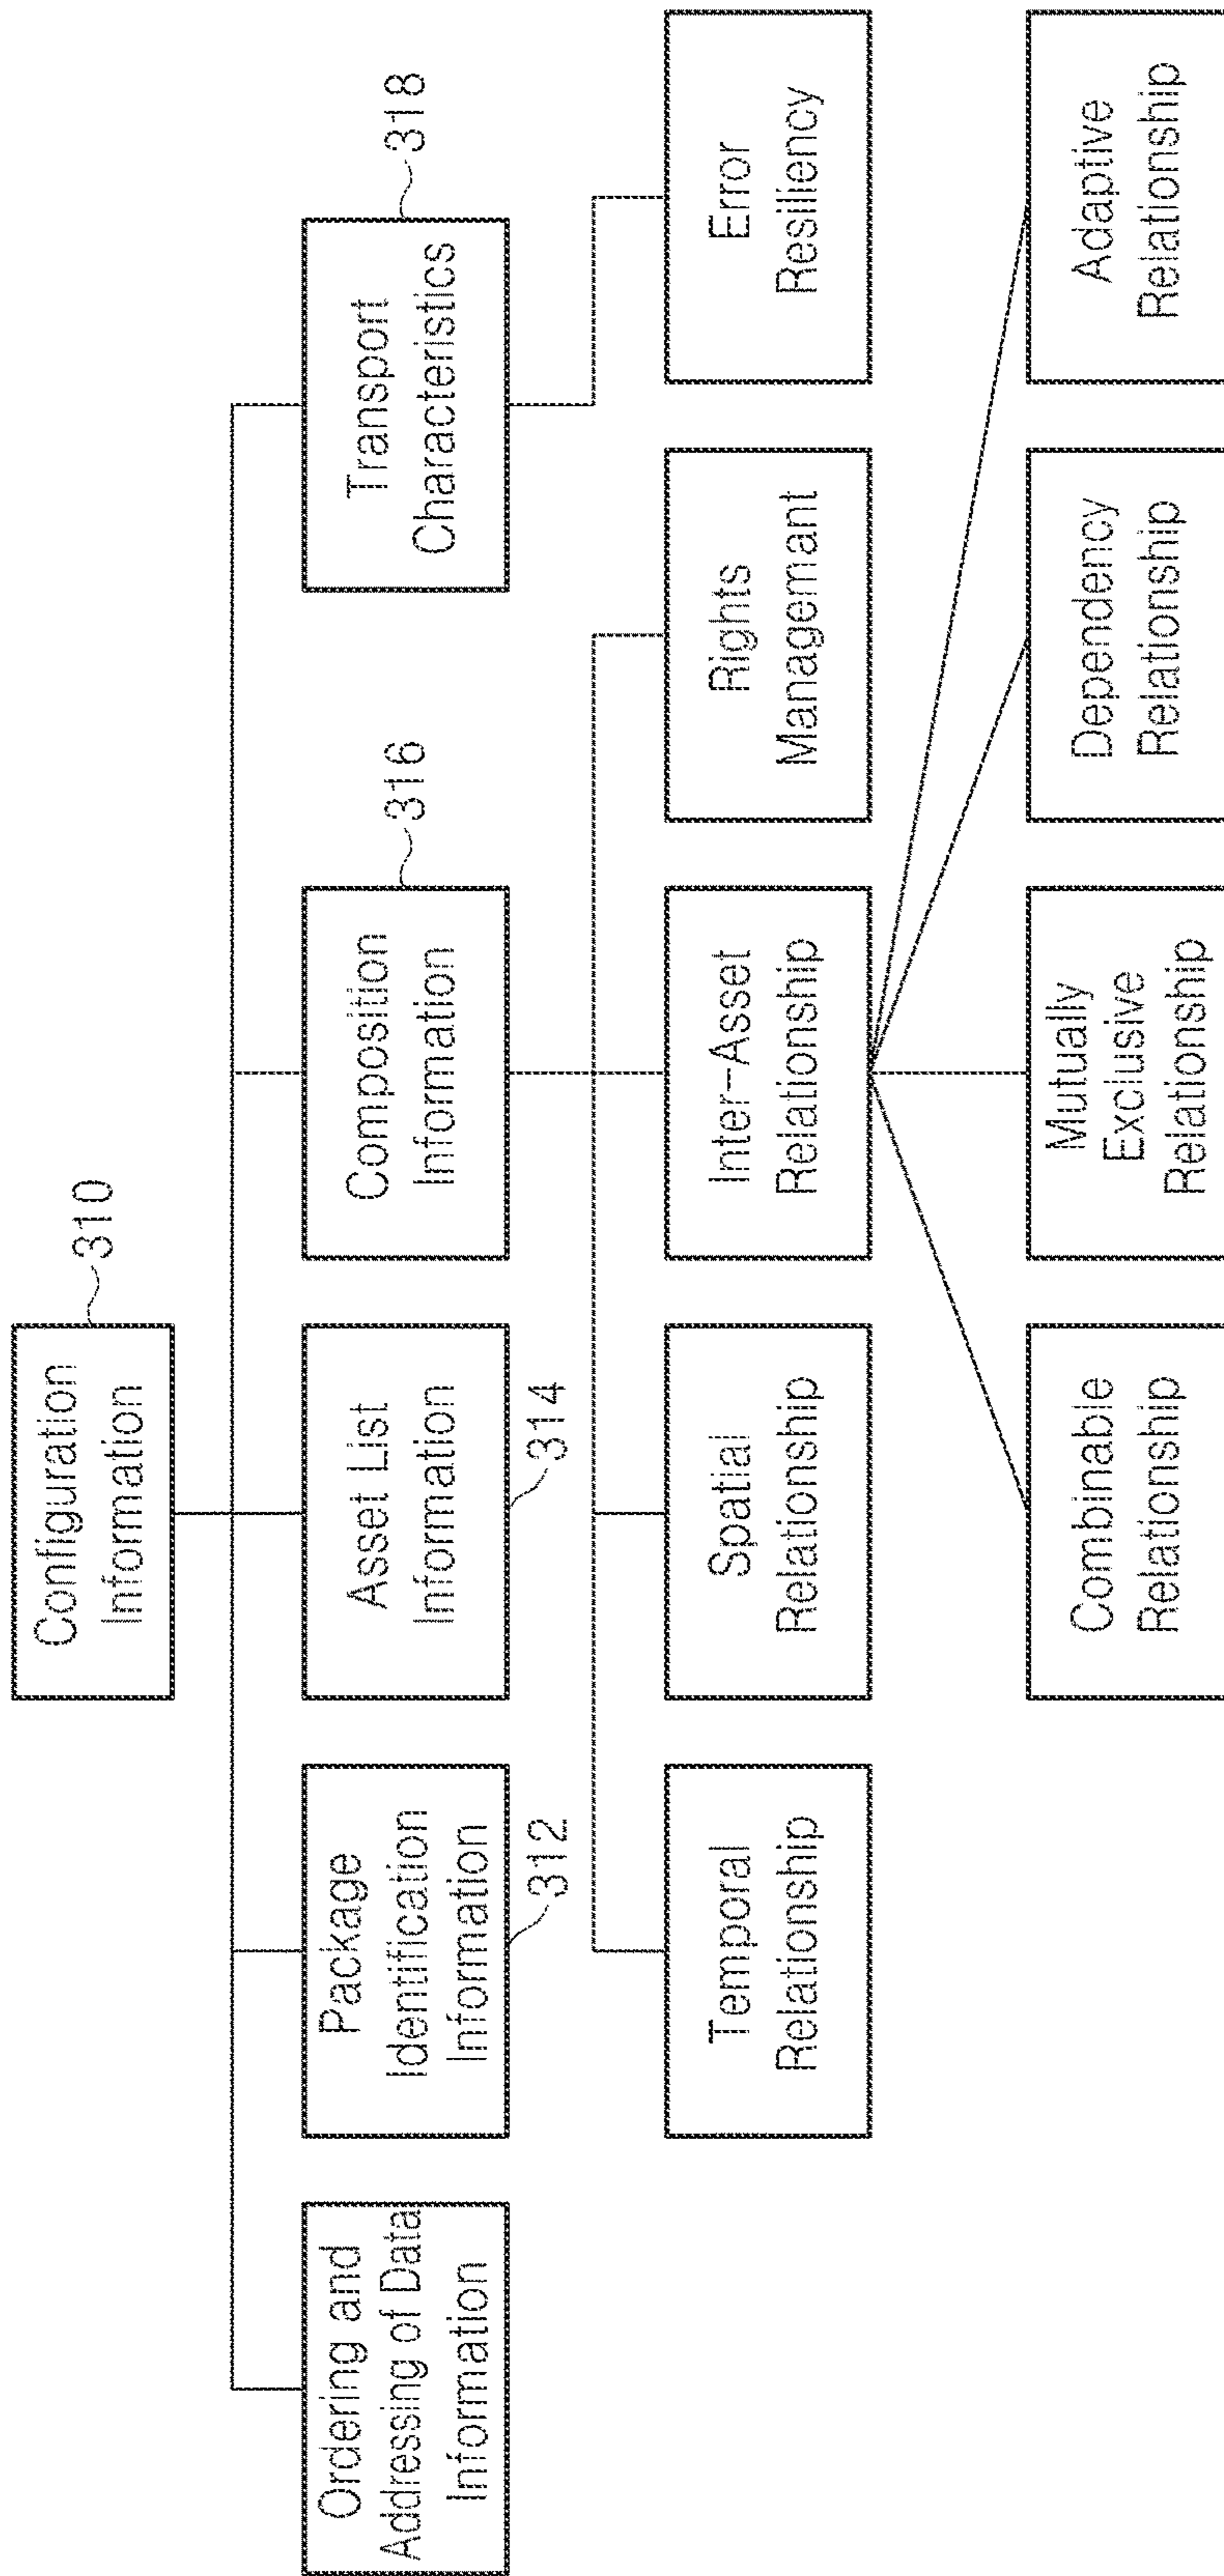 Configuration
Information
310
Ordering and
Addressing of Data
Information
Package
Identification
Information
312
Asset List
Information
314
Composition
Information
316
Transport
Characteristics
318
Temporal
Relationship
Spatial
Relationship
Inter-Asset
Relationship
Rights
Managemant
Error
Resiliency
Combinable
Relationship
Mutually
Exclusive
Relationship
Dependency
Relationship
Adaptive
Relationship